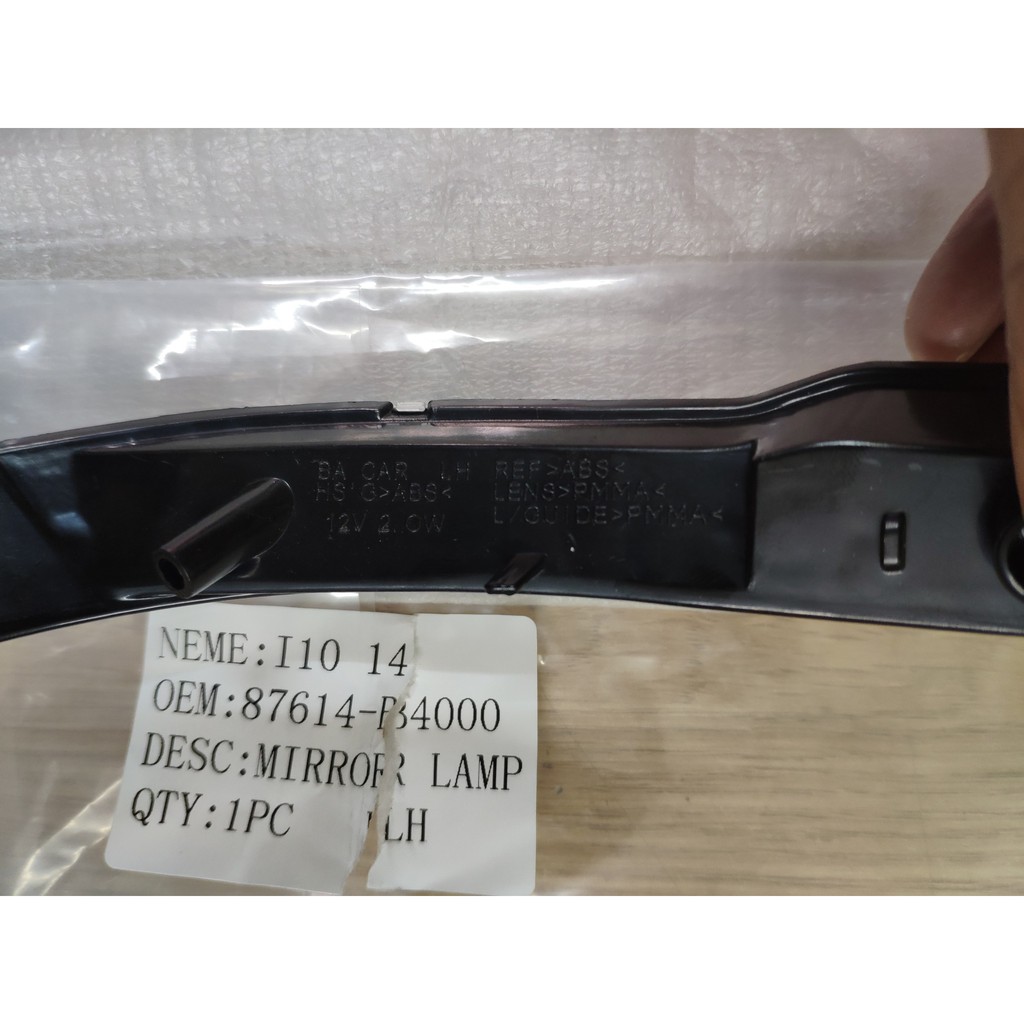 BA CAR LH REF>ABS<
HS'G>ABS< LENS>PMMA<
12V 2.0W L/GUIDE>PMMA<
NEME:I10 14
OEM:87614-B4000
DESC:MIRROR LAMP
QTY:1PC LH